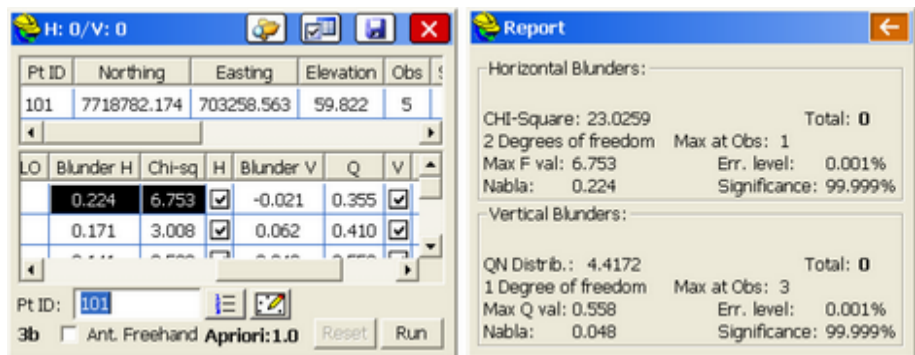 H: 0/V: 0
Pt ID Northing Easting Elevation Obs
101 7718782.174 703258.563 59.822 5
LO Blunder H Chi-sq H Blunder V Q V
0.224 6.753 -0.021 0.355
0.171 3.008 0.062 0.410
Pt ID: 101
3b Ant. Freehand Apriori:1.0 Reset Run
Report
Horizontal Blunders:
CHI-Square: 23.0259 Total: 0
2 Degrees of freedom Max at Obs: 1
Max F val: 6.753 Err. level: 0.001%
Nabla: 0.224 Significance: 99.999%
Vertical Blunders:
QN Distrib.: 4.4172 Total: 0
1 Degree of freedom Max at Obs: 3
Max Q val: 0.558 Err. level: 0.001%
Nabla: 0.048 Significance: 99.999%